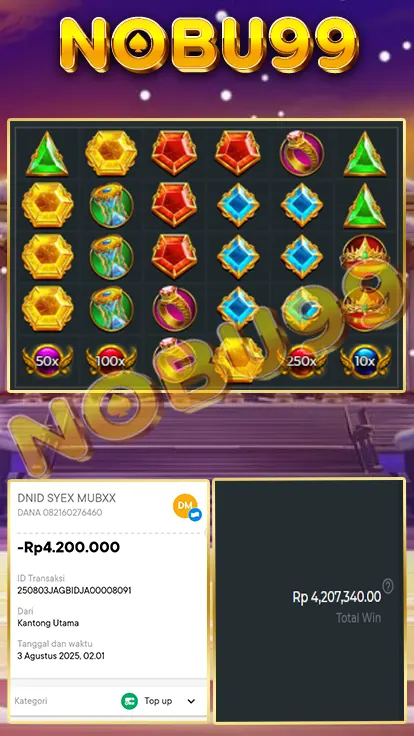 NOBU99
50x
100x
250x
10x
NOBU99
DNID SYEX MUBXX
DANA 082160276460
DM
-Rp4.200.000
ID Transaksi
250803JAGBIDJA00008091
Dari
Kantong Utama
Tanggal dan waktu
3 Agustus 2025, 02.01
Kategori
Top up
Rp 4,207,340.00
?
Total Win